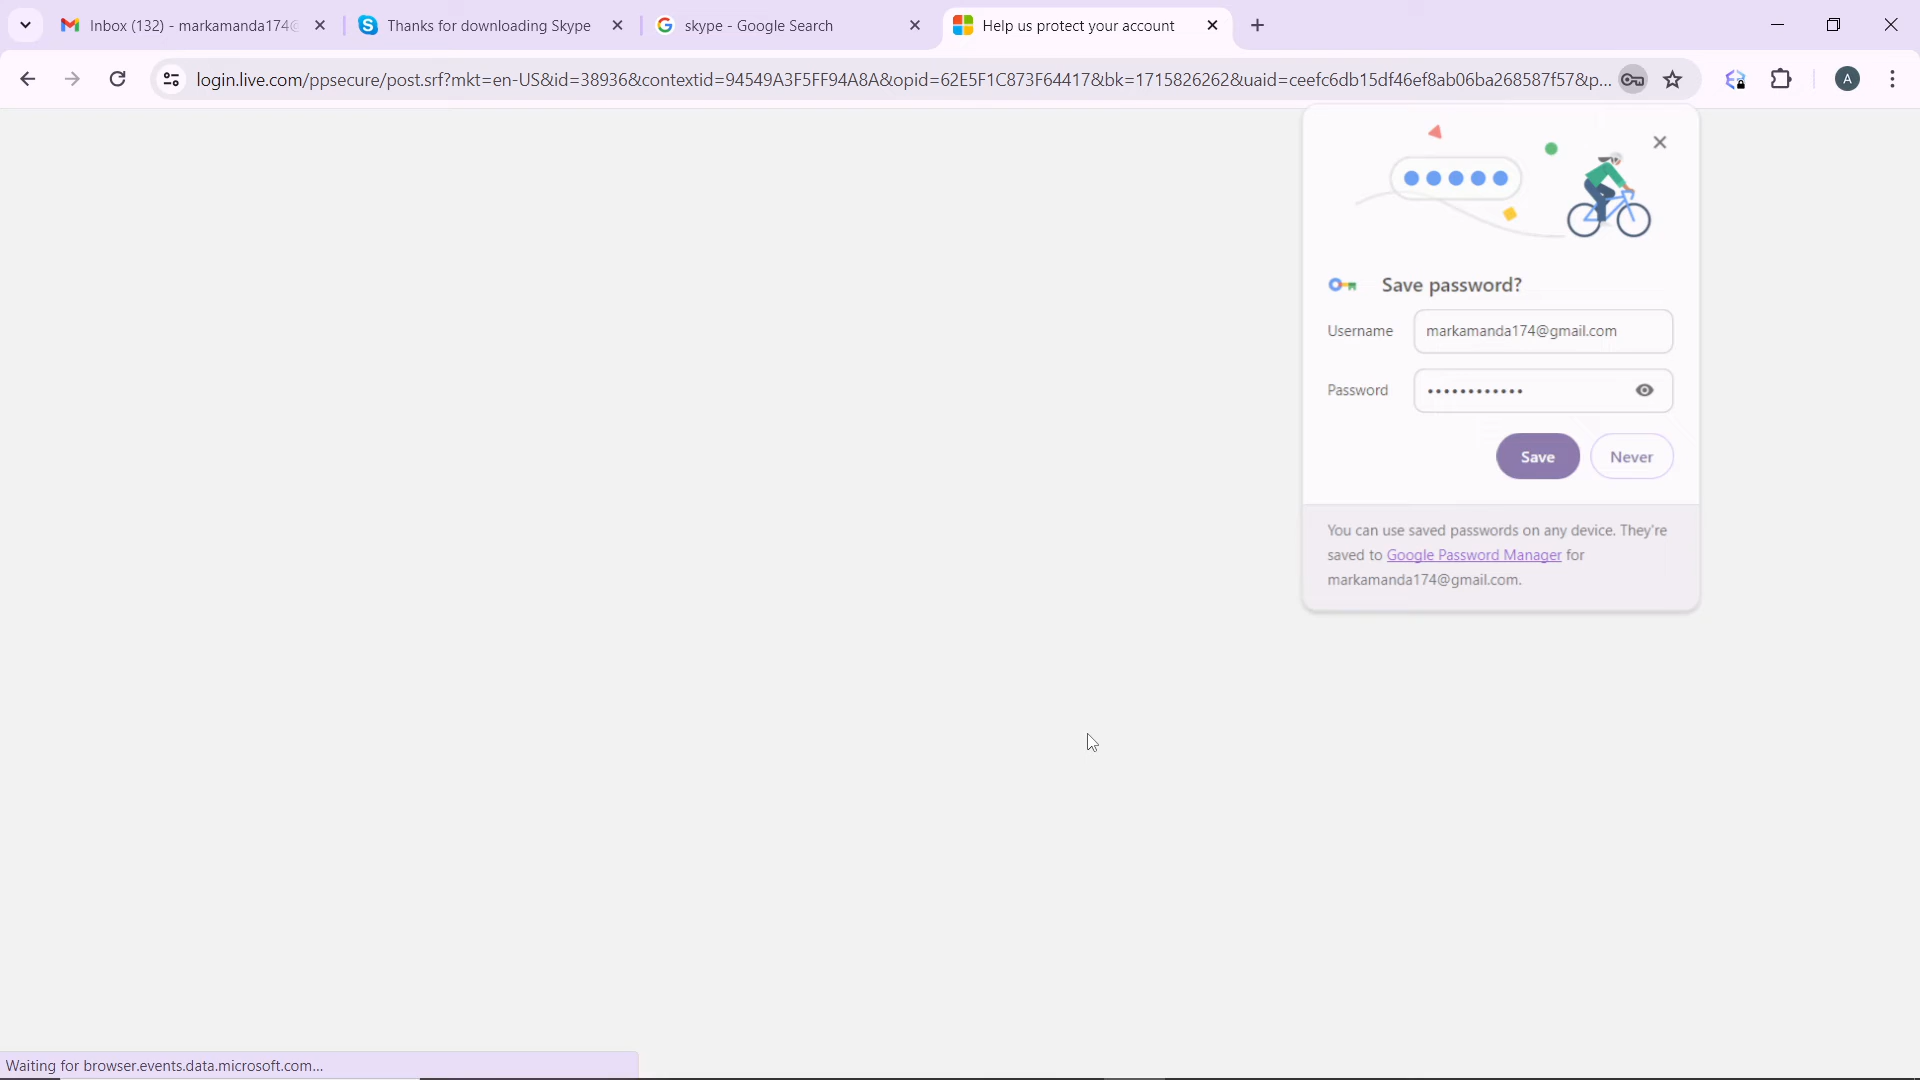 Inbox (132) - markamanda174@
Thanks for downloading Skype
skype - Google Search
Help us protect your account
login.live.com/ppsecure/post.srf?mkt=en-US&id=38936&contextid=94549A3F5FF94A8A&opid=62E5F1C873F64417&bk=1715826262&uaid=ceefc6db15df46ef8ab06ba268587f57&p...
A
Save password?
Username
markamanda174@gmail.com
Password
Save
Never
You can use saved passwords on any device. They're
saved to Google Password Manager for
markamanda174@gmail.com.
Waiting for browser.events.data.microsoft.com...